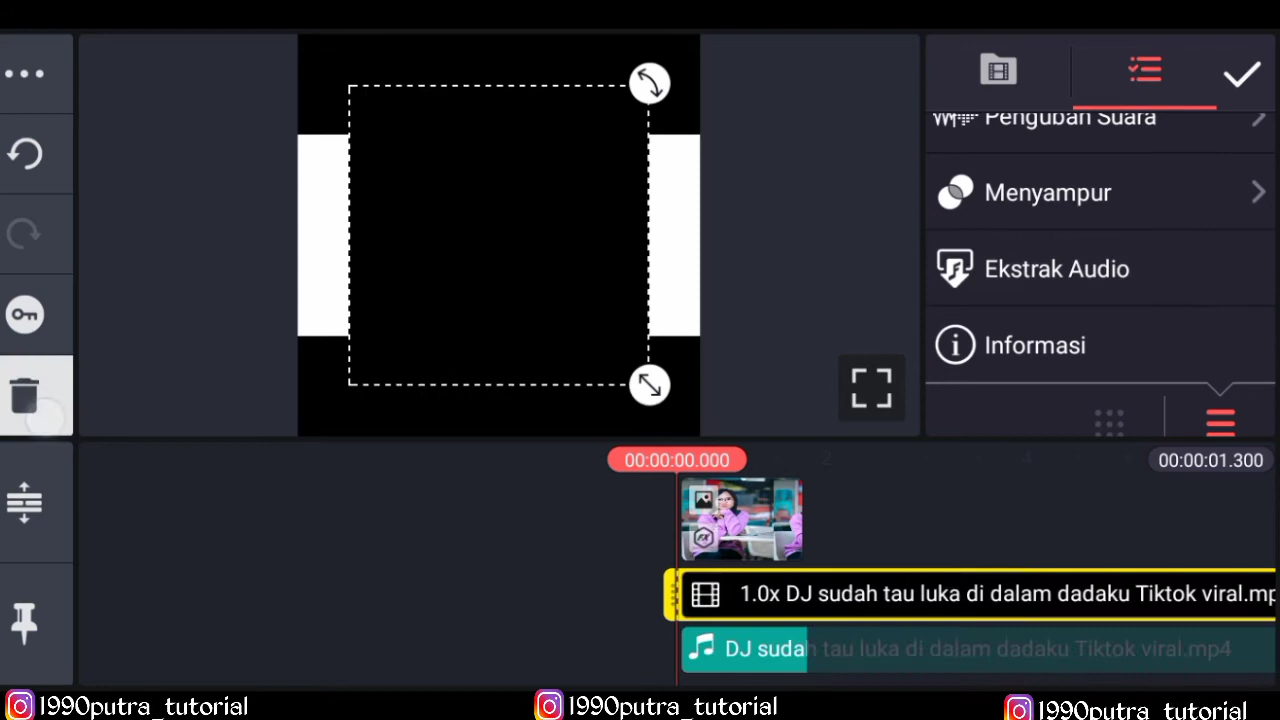 Pengubah Suara
Menyampur
Ekstrak Audio
Informasi
00:00:00.000
2
4
00:00:01.300
1.0x DJ sudah tau luka di dalam dadaku Tiktok viral.mp
DJ sudah tau luka di dalam dadaku Tiktok viral.mp4
1990putra_tutorial
1990putra_tutorial
1990putra_tutorial